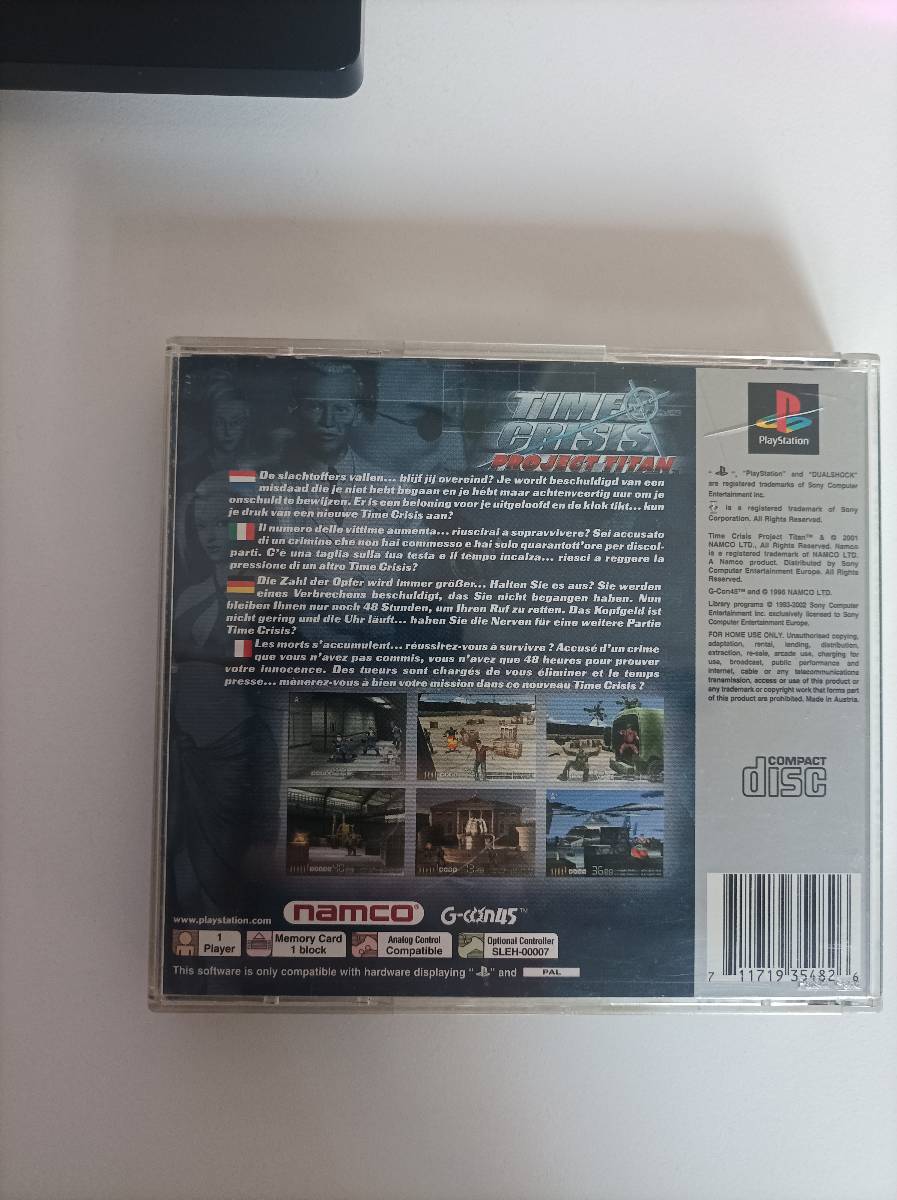 TIME
CRISIS
PROJECT TITAN
De slachtoffers vallen... blijf jij overeind? Je wordt beschuldigd van een
misdaad die je niet hebt begaan en je hebt maar achtenveertig uur om je
onschuld te bewijzen. Er is een beloning voor je uitgeloofd en de klok tikt... kun
je druk van een nieuwe Time Crisis aan?
Il numero delle vittime aumenta... riuscirai a sopravvivere? Sei accusato
di un crimine che non hai commesso e hai solo quarantott'ore per discol-
parti. C'è una taglia sulla tua testa e il tempo incalza... riesci a reggere la
pressione di un altro Time Crisis?
Die Zahl der Opfer wird immer größer... Halten Sie es aus? Sie werden
eines Verbrechens beschuldigt, das Sie nicht begangen haben. Nun
bleiben Ihnen nur noch 48 Stunden, um Ihren Ruf zu retten. Das Kopfgeld ist
nicht gering und die Uhr läuft... haben Sie die Nerven für eine weitere Partie
Time Crisis?
Les morts s'accumulent... réussirez-vous à survivre ? Accusé d'un crime
que vous n'avez pas commis, vous n'avez que 48 heures pour prouver
votre innocence. Des tueurs sont chargés de vous éliminer et le temps
presse... mènerez-vous à bien votre mission dans ce nouveau Time Crisis ?
www.playstation.com
namco®
G-con45™
1
Player
Memory Card
1 block
Analog Control
Compatible
Optional Controller
SLEH-00007
This software is only compatible with hardware displaying " " and PAL
PlayStation
" ", "PlayStation" and "DUALSHOCK"
are registered trademarks of Sony Computer
Entertainment Inc.
is a registered trademark of Sony
Corporation. All Rights Reserved.
Time Crisis Project Titan™ & © 2001
NAMCO LTD., All Rights Reserved. Namco
is a registered trademark of NAMCO LTD.
A Namco product. Distributed by Sony
Computer Entertainment Europe. All Rights
Reserved.
G-Con45™ and © 1996 NAMCO LTD.
Library programs © 1993-2002 Sony Computer
Entertainment Inc. exclusively licensed to Sony
Computer Entertainment Europe.
FOR HOME USE ONLY. Unauthorised copying,
adaptation, rental, lending, distribution,
extraction, re-sale, arcade use, charging for
use, broadcast, public performance and
internet, cable or any telecommunications
transmission, access or use of this product or
any trademark or copyright work that forms part
of this product are prohibited. Made in Austria.
COMPACT
disc
7 11719 35482 6